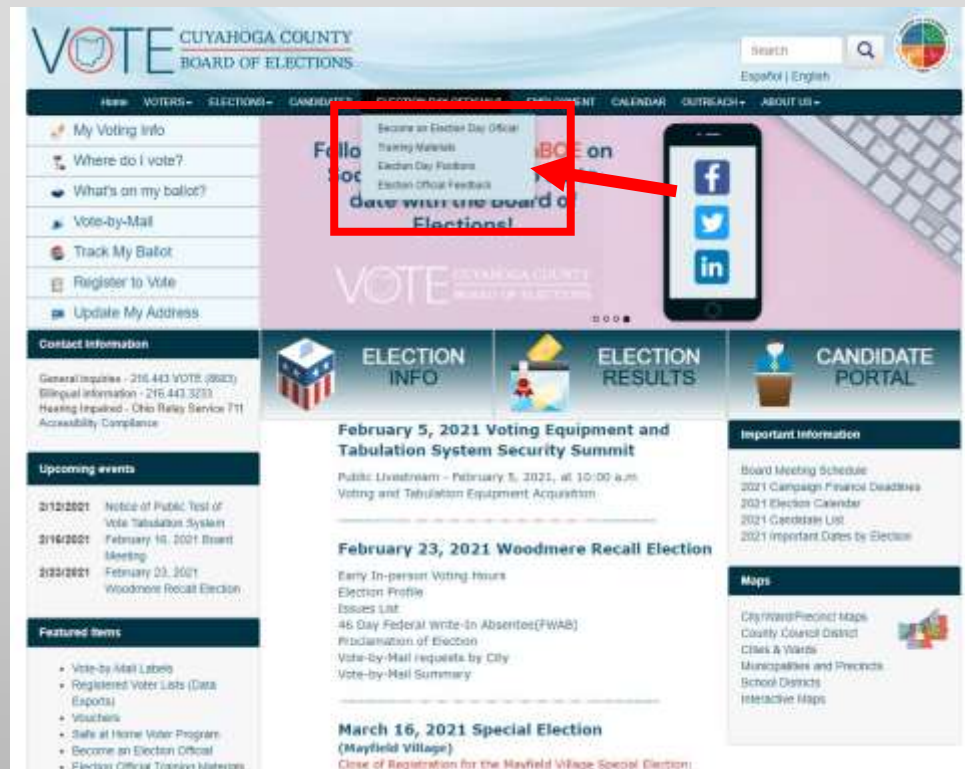 VOTE CUYAHOGA COUNTY
BOARD OF ELECTIONS
Search
Español | English
Home VOTERS ELECTIONS CANDIDATES ELECTION DAY OFFICIALS EMPLOYMENT CALENDAR OUTREACH ABOUT US
My Voting Info
Where do I vote?
What's on my ballot?
Vote-by-Mail
Track My Ballot
Register to Vote
Update My Address
Become an Election Day Official
Training Materials
Election Day Positions
Election Official Feedback
Follo BOE on
Soc
date with the Board of
Elections!
VOTE CUYAHOGA COUNTY
BOARD OF ELECTIONS
Contact Information
General Inquiries - 216.443.VOTE (8683)
Bilingual Information - 216.443.3233
Hearing Impaired - Ohio Relay Service 711
Accessibility Compliance
ELECTION
INFO
ELECTION
RESULTS
CANDIDATE
PORTAL
Upcoming events
2/12/2021 Notice of Public Test of
Vote Tabulation System
2/16/2021 February 16, 2021 Board
Meeting
2/23/2021 February 23, 2021
Woodmere Recall Election
Featured Items
• Vote-by-Mail Labels
• Registered Voter Lists (Data
Exports)
• Vouchers
• Safe at Home Voter Program
• Become an Election Official
• Election Official Training Materials
February 5, 2021 Voting Equipment and
Tabulation System Security Summit
Public Livestream - February 5, 2021, at 10:00 a.m
Voting and Tabulation Equipment Acquisition
February 23, 2021 Woodmere Recall Election
Early In-person Voting Hours
Election Profile
Issues List
46 Day Federal Write-In Absentee(FWAB)
Proclamation of Election
Vote-by-Mail requests by City
Vote-by-Mail Summary
March 16, 2021 Special Election
(Mayfield Village)
Close of Registration for the Mayfield Village Special Election:
Important Information
Board Meeting Schedule
2021 Campaign Finance Deadlines
2021 Election Calendar
2021 Candidate List
2021 Important Dates by Election
Maps
City/Ward/Precinct Maps
County Council District
Cities & Wards
Municipalities and Precincts
School Districts
Interactive Maps